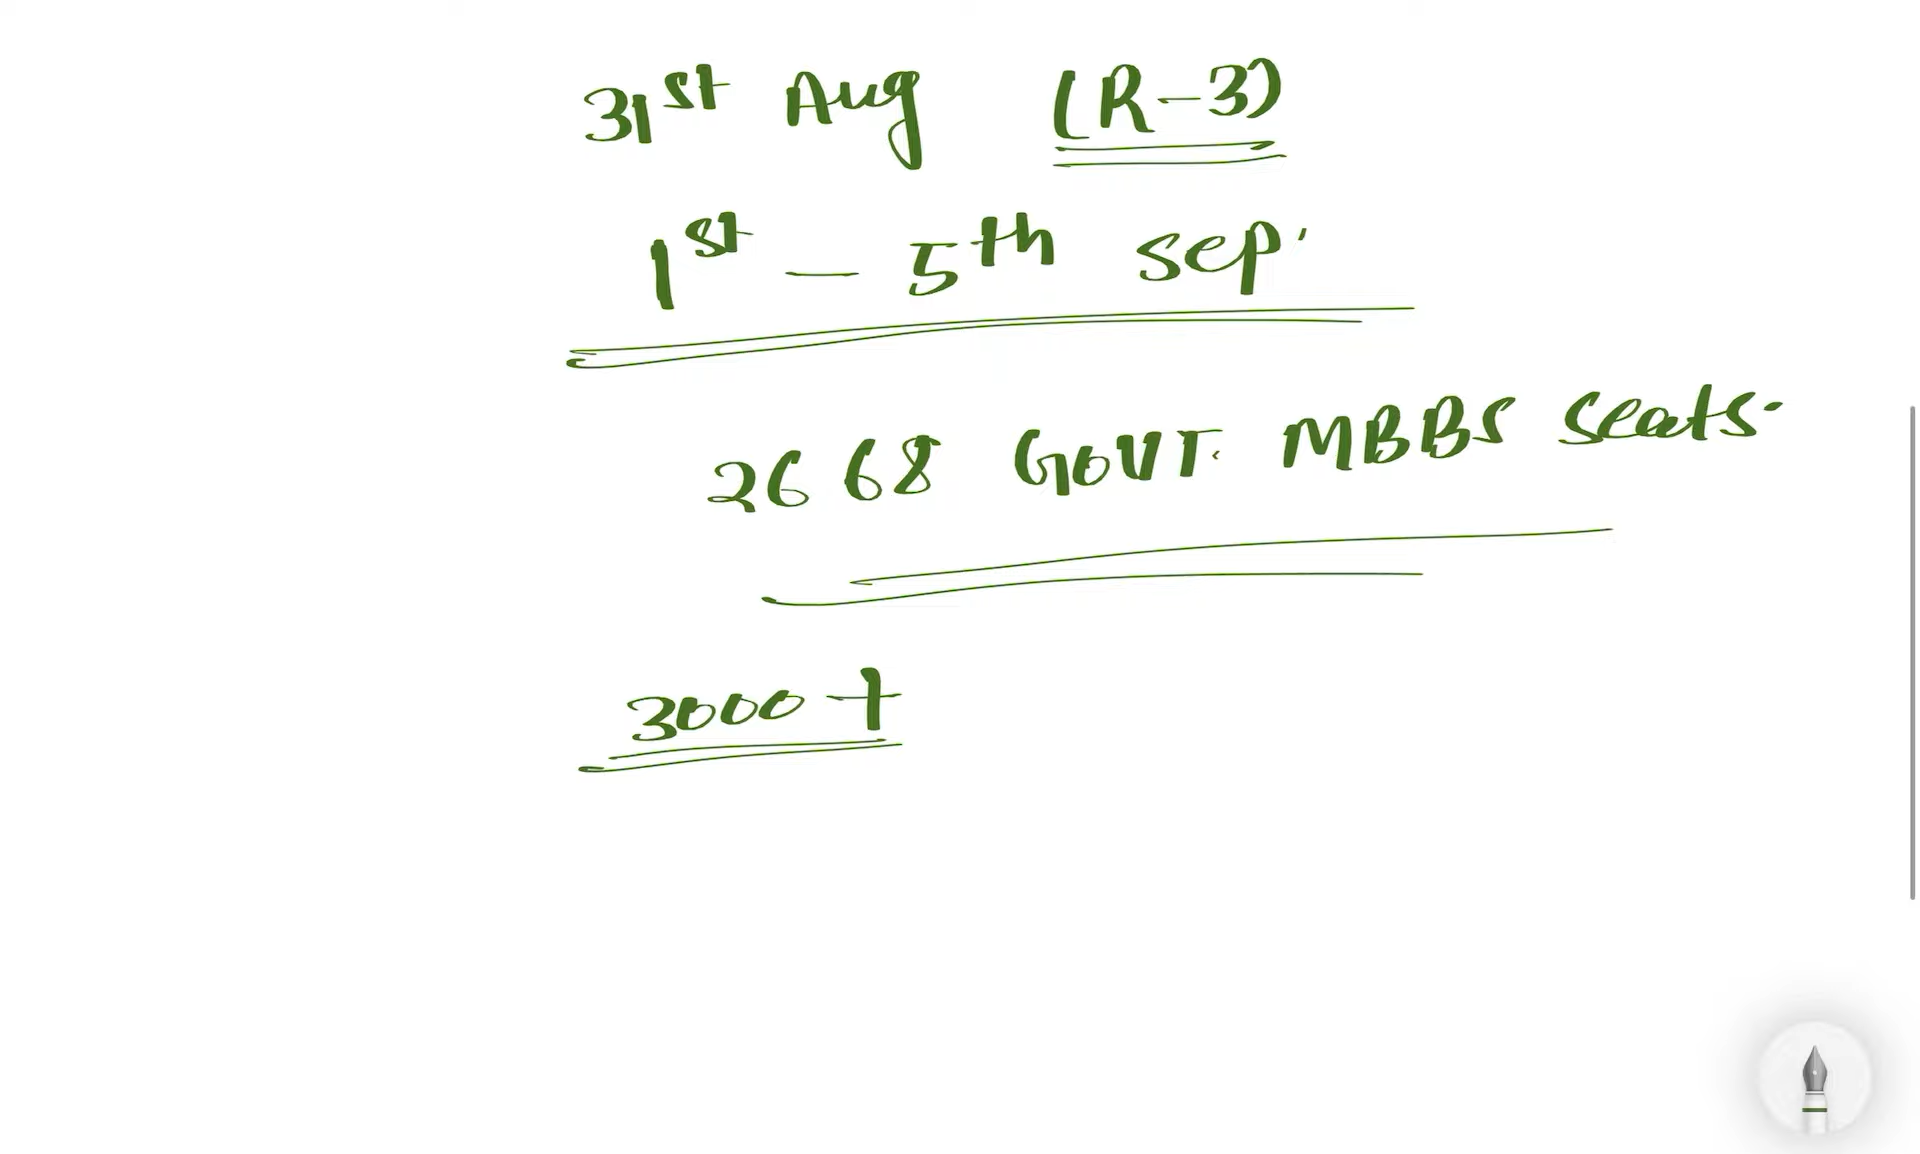 31st Aug (R-3)
1st - 5th sep.
2668 GOVT. MBBS seats.
3000 +